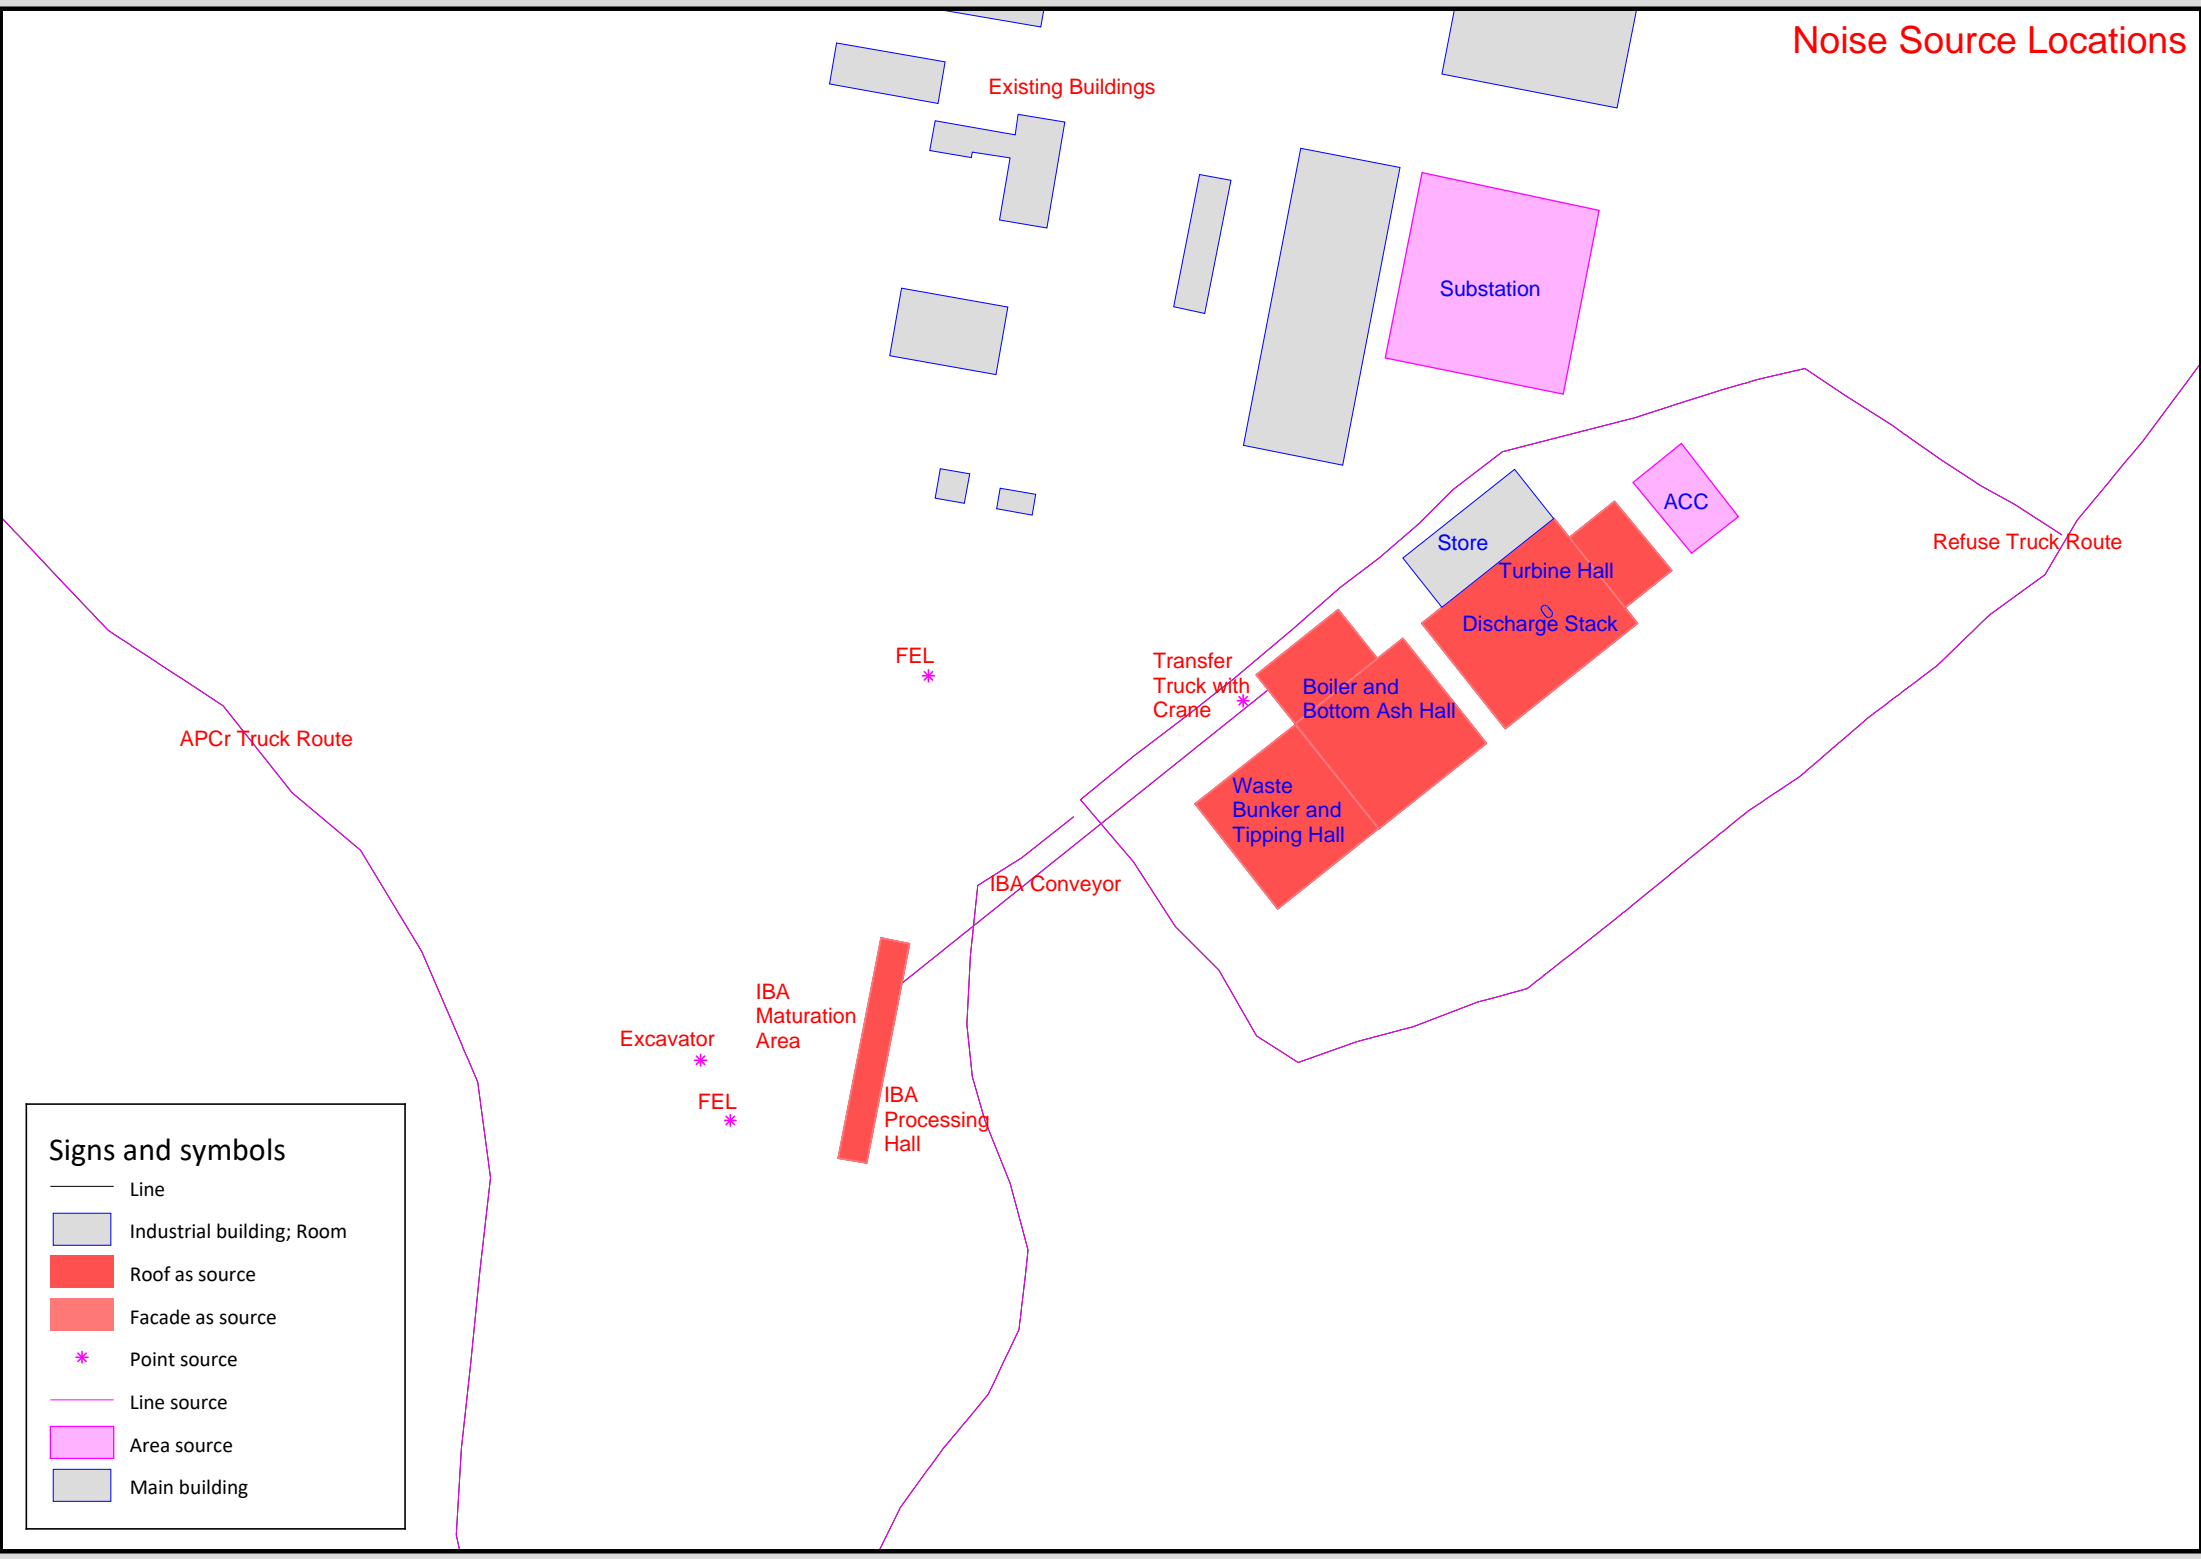 Noise Source Locations
Existing Buildings
Substation
ACC
Store
Refuse Truck Route
Turbine Hall
Discharge Stack
FEL
Transfer
Truck with
Crane
Boiler and
Bottom Ash Hall
APCr Truck Route
Waste
Bunker and
Tipping Hall
IBA Conveyor
IBA
Maturation
Area
Excavator
FEL
IBA
Processing
Hall
Signs and symbols
Line
Industrial building; Room
Roof as source
Facade as source
Point source
Line source
Area source
Main building